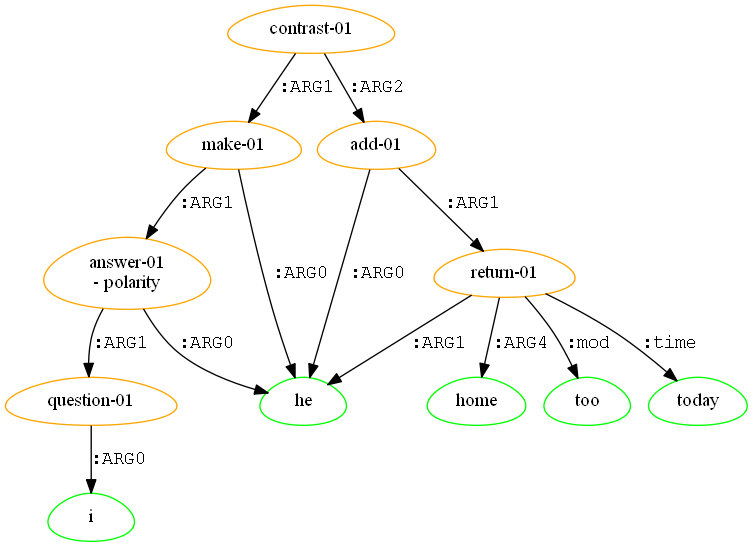 contrast-01
:ARG1
:ARG2
make-01
add-01
:ARG1
:ARG1
answer-01
- polarity
:ARG0
:ARG0
return-01
:ARG1
:ARG0
:ARG1
:ARG4
:mod
:time
question-01
he
home
too
today
:ARG0
i